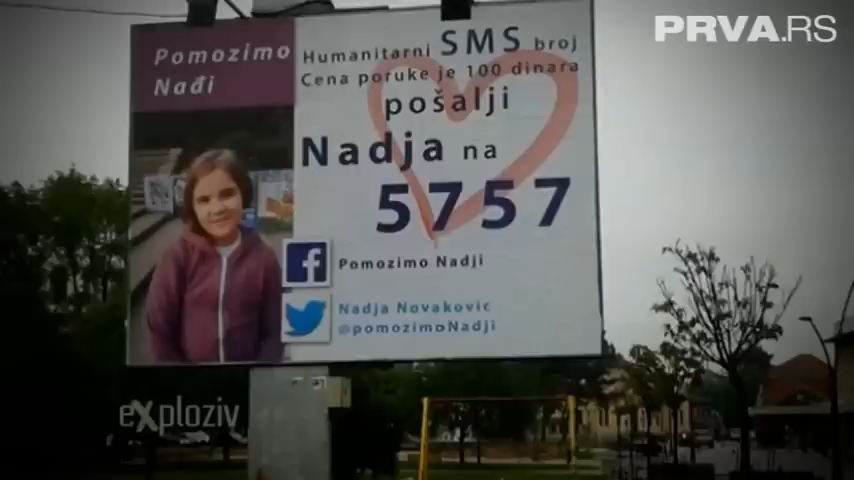 PRVA.RS
Pomozimo
Nađi
Humanitarni SMS broj
Cena poruke je 100 dinara
pošalji
Nadja na
5757
f
Pomozimo Nadji
Nadja Novakovic
@pomozimoNadji
eXploziv